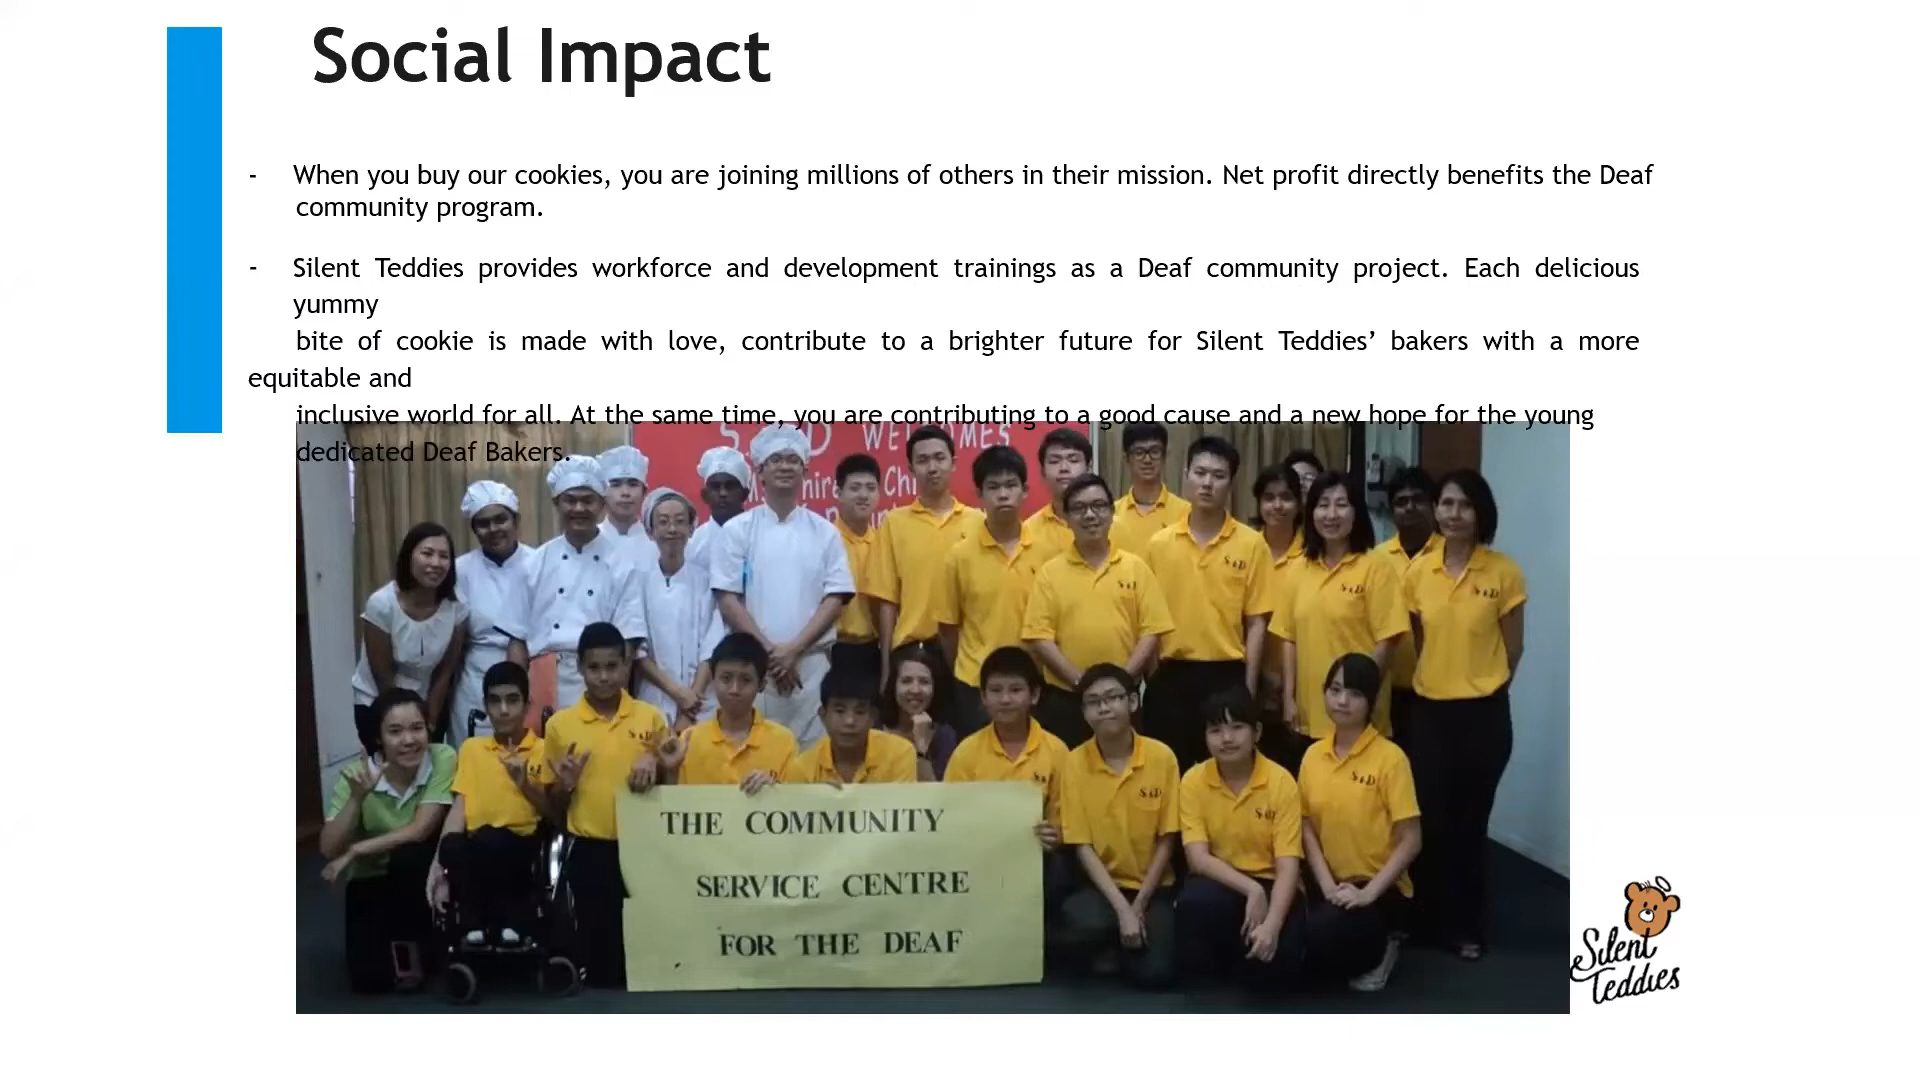 Social Impact
- When you buy our cookies, you are joining millions of others in their mission. Net profit directly benefits the Deaf
community program.
- Silent Teddies provides workforce and development trainings as a Deaf community project. Each delicious
yummy
bite of cookie is made with love, contribute to a brighter future for Silent Teddies’ bakers with a more
equitable and
inclusive world for all. At the same time, you are contributing to a good cause and a new hope for the young
dedicated Deaf Bakers.
WELCOMES
THE COMMUNITY
SERVICE CENTRE
FOR THE DEAF
Silent
Teddies